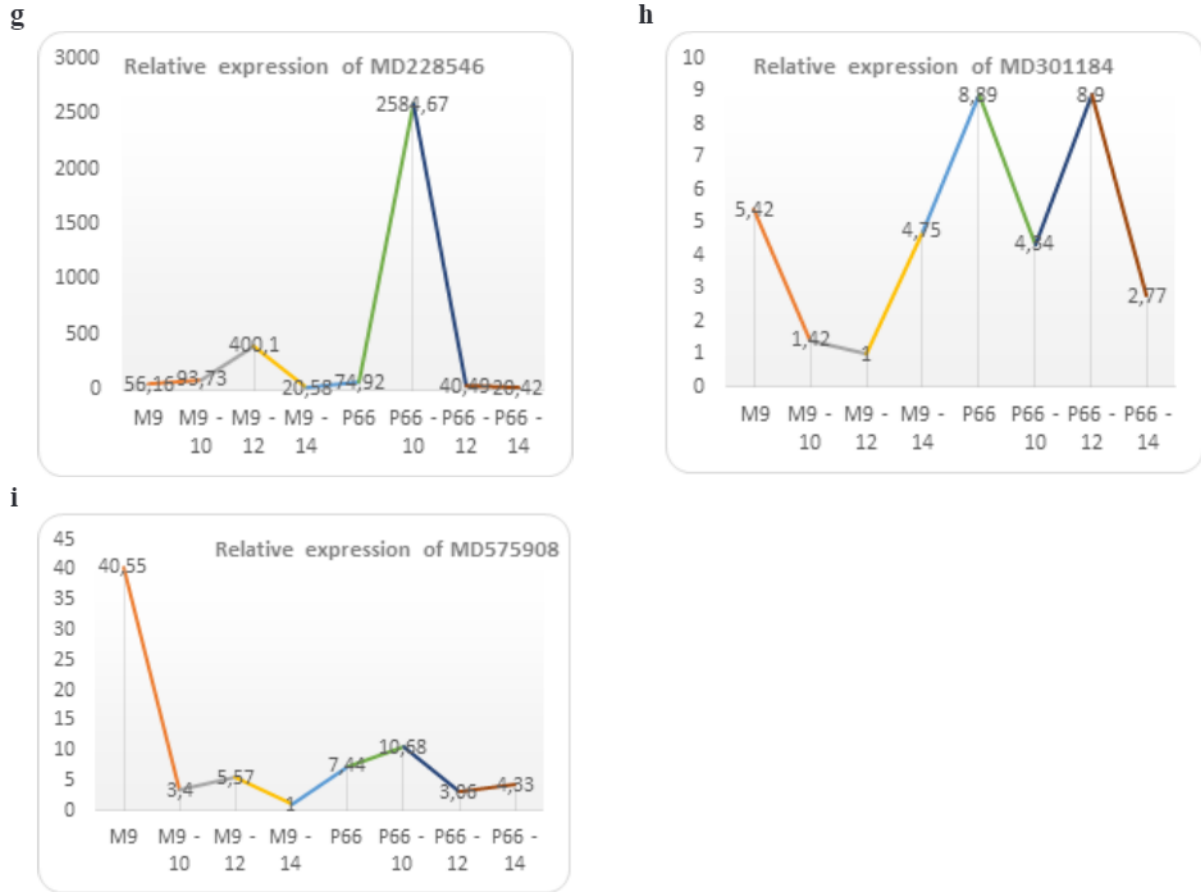 g
Relative expression of MD228546
3000
2500
2000
1500
1000
500
0
56,16
93,73
400,1
20,58
74,92
2584,67
40,49
20,42
M9
M9 -
10
M9 -
12
M9 -
14
P66
P66 -
10
P66 -
12
P66 -
14
h
Relative expression of MD301184
10
9
8
7
6
5
4
3
2
1
0
5,42
1,42
1
4,75
8,89
4,34
8,9
2,77
M9
M9 -
10
M9 -
12
M9 -
14
P66
P66 -
10
P66 -
12
P66 -
14
i
Relative expression of MD575908
45
40
35
30
25
20
15
10
5
0
40,55
3,4
5,57
1
7,44
10,68
3,06
4,33
M9
M9 -
10
M9 -
12
M9 -
14
P66
P66 -
10
P66 -
12
P66 -
14